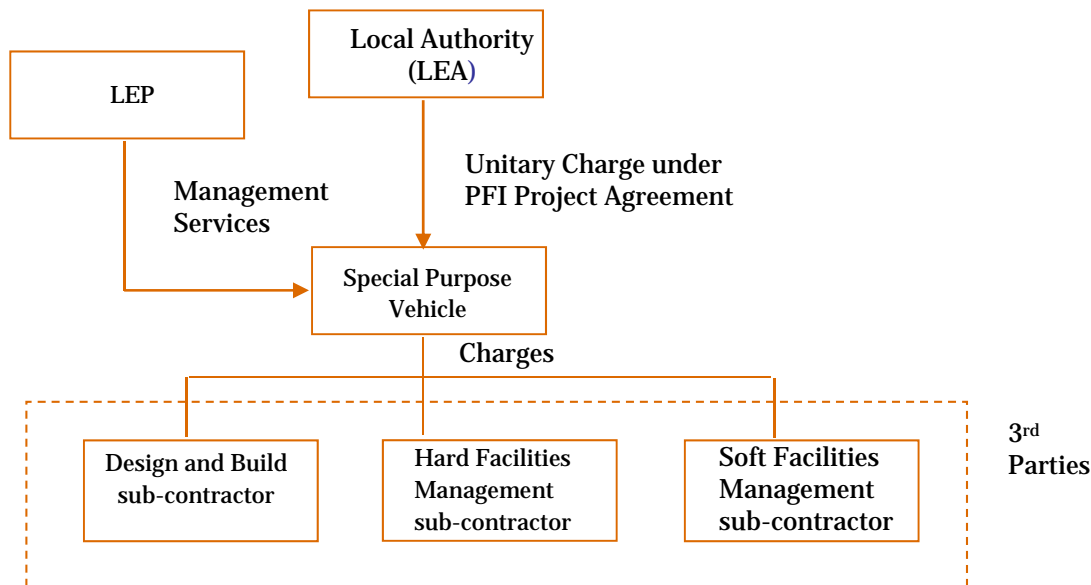 Local Authority
(LEA)
LEP
Unitary Charge under
PFI Project Agreement
Management
Services
Special Purpose
Vehicle
Charges
3rd
Parties
Design and Build
sub-contractor
Hard Facilities
Management
sub-contractor
Soft Facilities
Management
sub-contractor